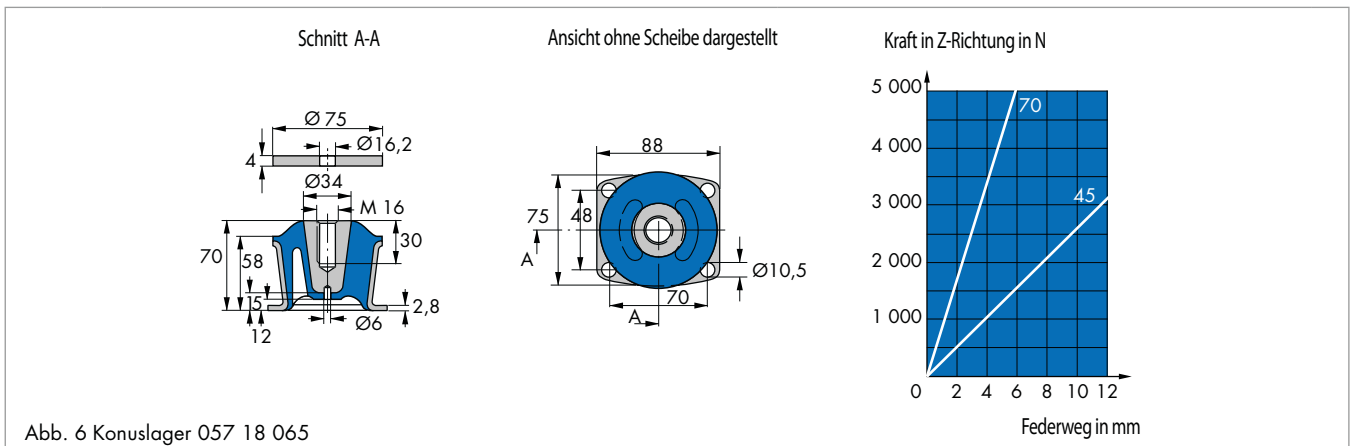 Schnitt A-A
Ø 75
Ø16,2
4
Ø34
M 16
70
58
30
15
12
2,8
Ø6
Ansicht ohne Scheibe dargestellt
88
75
48
A
Ø10,5
70
A
Kraft in Z-Richtung in N
5 000
70
4 000
3 000
45
2 000
1 000
0 2 4 6 8 10 12
Federweg in mm
Abb. 6 Konuslager 057 18 065